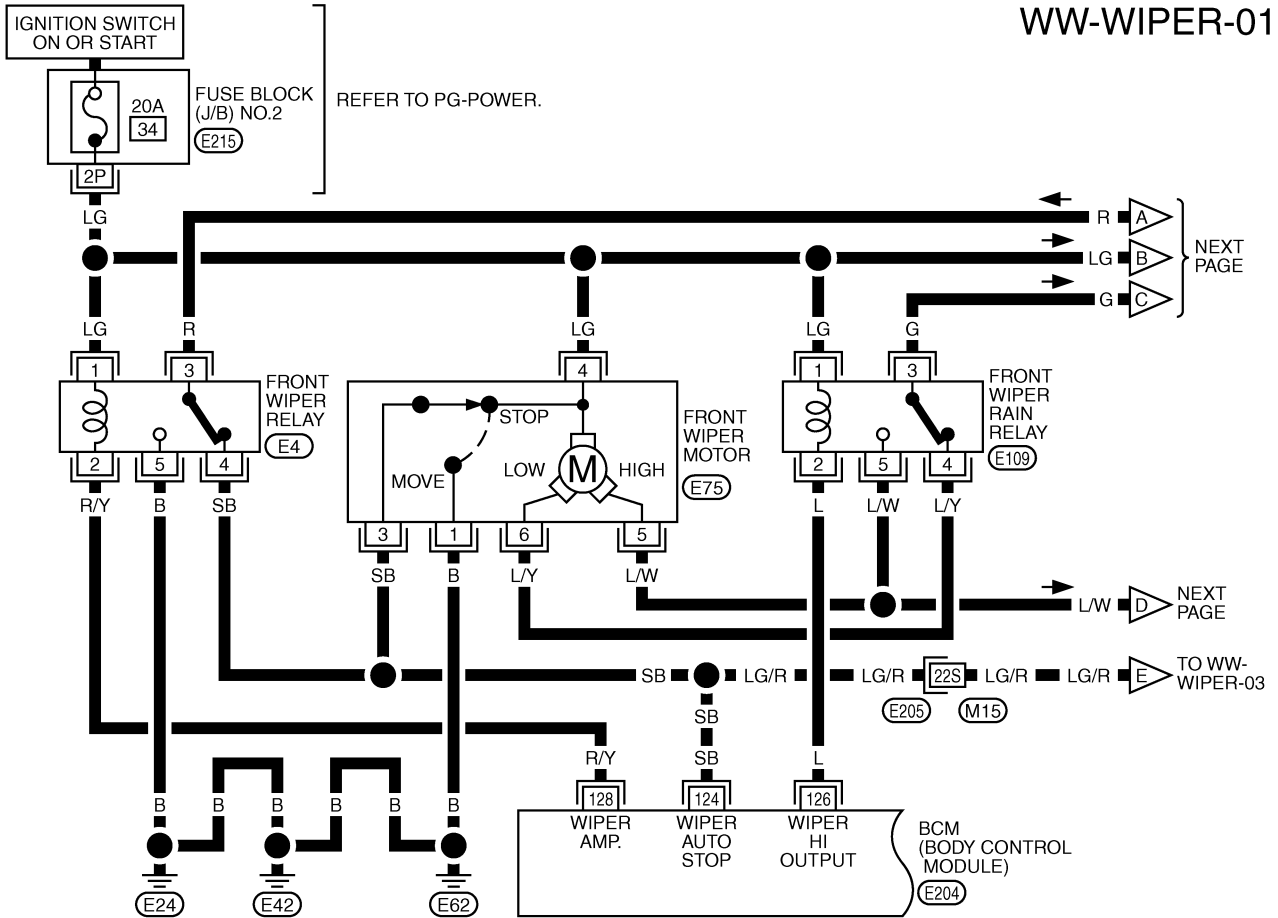 WW-WIPER-01
IGNITION SWITCH
ON OR START
20A
34
FUSE BLOCK
(J/B) NO.2
E215
REFER TO PG-POWER.
2P
LG
R A
LG B
G C
NEXT
PAGE
LG R LG LG G
1 3 4 1 3
FRONT
WIPER
RELAY
E4
STOP
MOVE
LOW M HIGH
FRONT
WIPER
MOTOR
E75
FRONT
WIPER
RAIN
RELAY
E109
2 5 4 2 5 4
R/Y B SB L L/W L/Y
3 1 6 5
SB B L/Y L/W
L/W D
NEXT
PAGE
SB LG/R LG/R 22S LG/R LG/R E
TO WW-
WIPER-03
E205 M15
SB
R/Y SB L
128 124 126
B B B B B B
WIPER
AMP.
WIPER
AUTO
STOP
WIPER
HI
OUTPUT
BCM
(BODY CONTROL
MODULE)
E204
E24 E42 E62